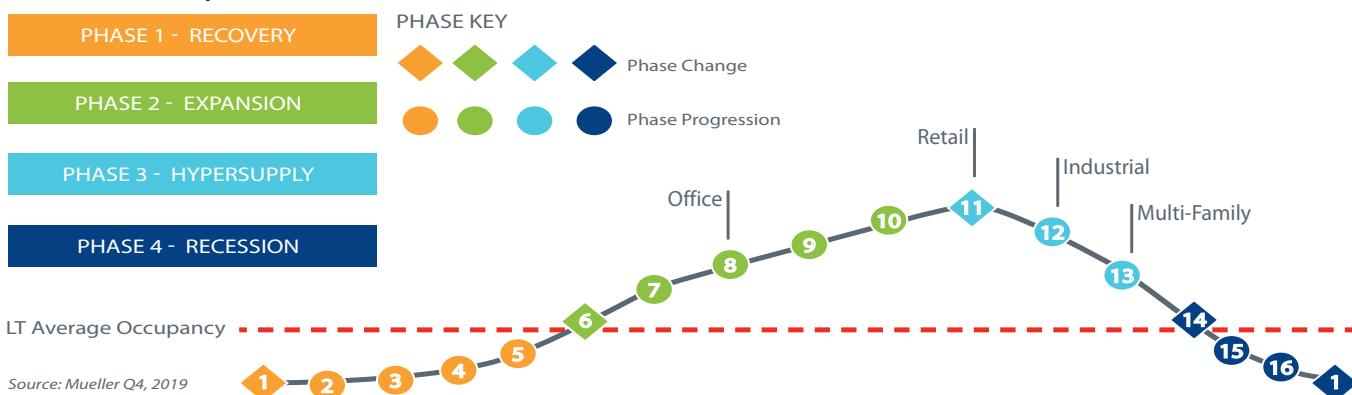 PHASE 1 - RECOVERY
PHASE 2 - EXPANSION
PHASE 3 - HYPERSUPPLY
PHASE 4 - RECESSION
PHASE KEY
Phase Change
Phase Progression
Office
Retail
Industrial
Multi-Family
LT Average Occupancy
1
2
3
4
5
6
7
8
9
10
11
12
13
14
15
16
1
Source: Mueller Q4, 2019